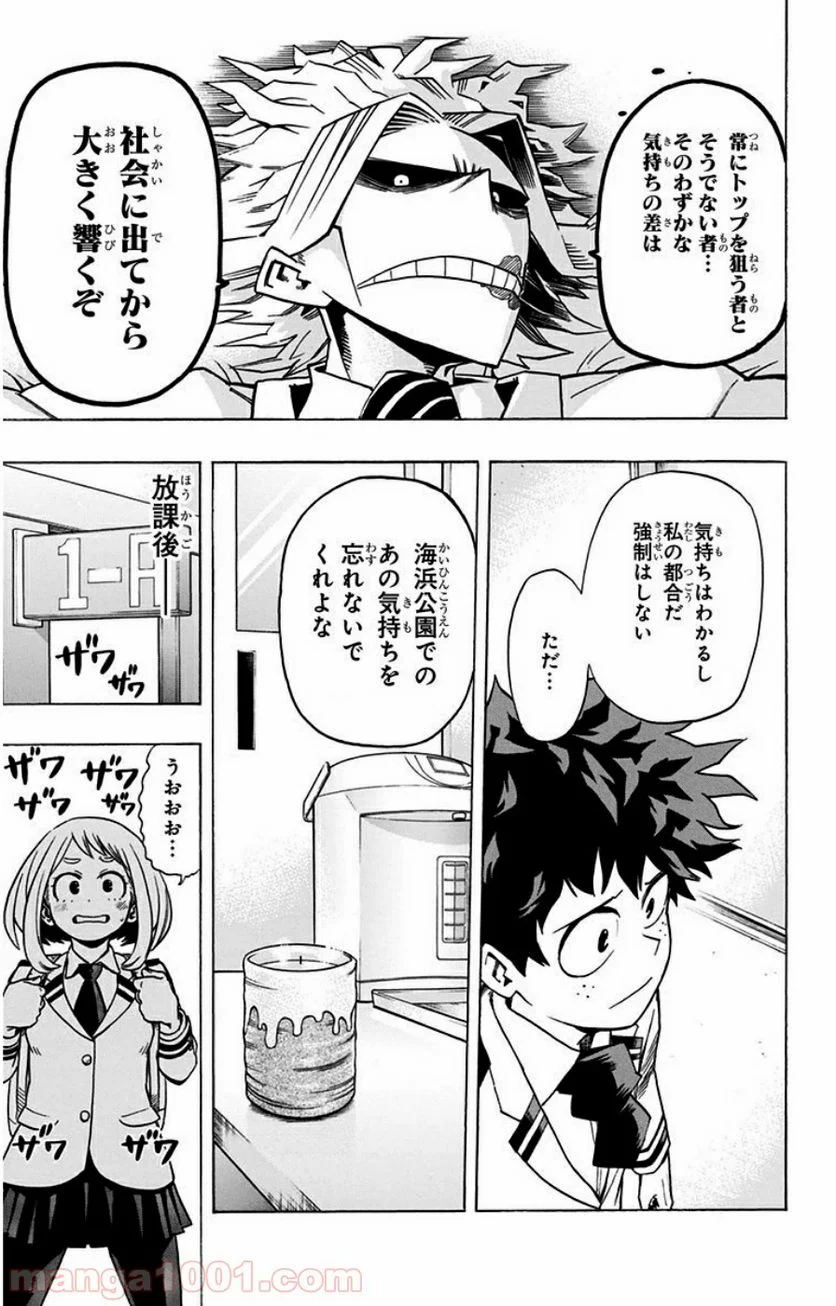 常にトップを狙う者と
そうでない者…
そのわずかな
気持ちの差は
社会に出てから
大きく響くぞ
気持ちはわかるし
私の都合だ
強制はしない
ただ…
海浜公園での
あの気持ちを
忘れないで
くれよな
放課後
1-A
ザワ
ザワ
うおおお…
ザワ
ザワ
ザワ
ザワ
ザワ
ザワ
manga1001.com